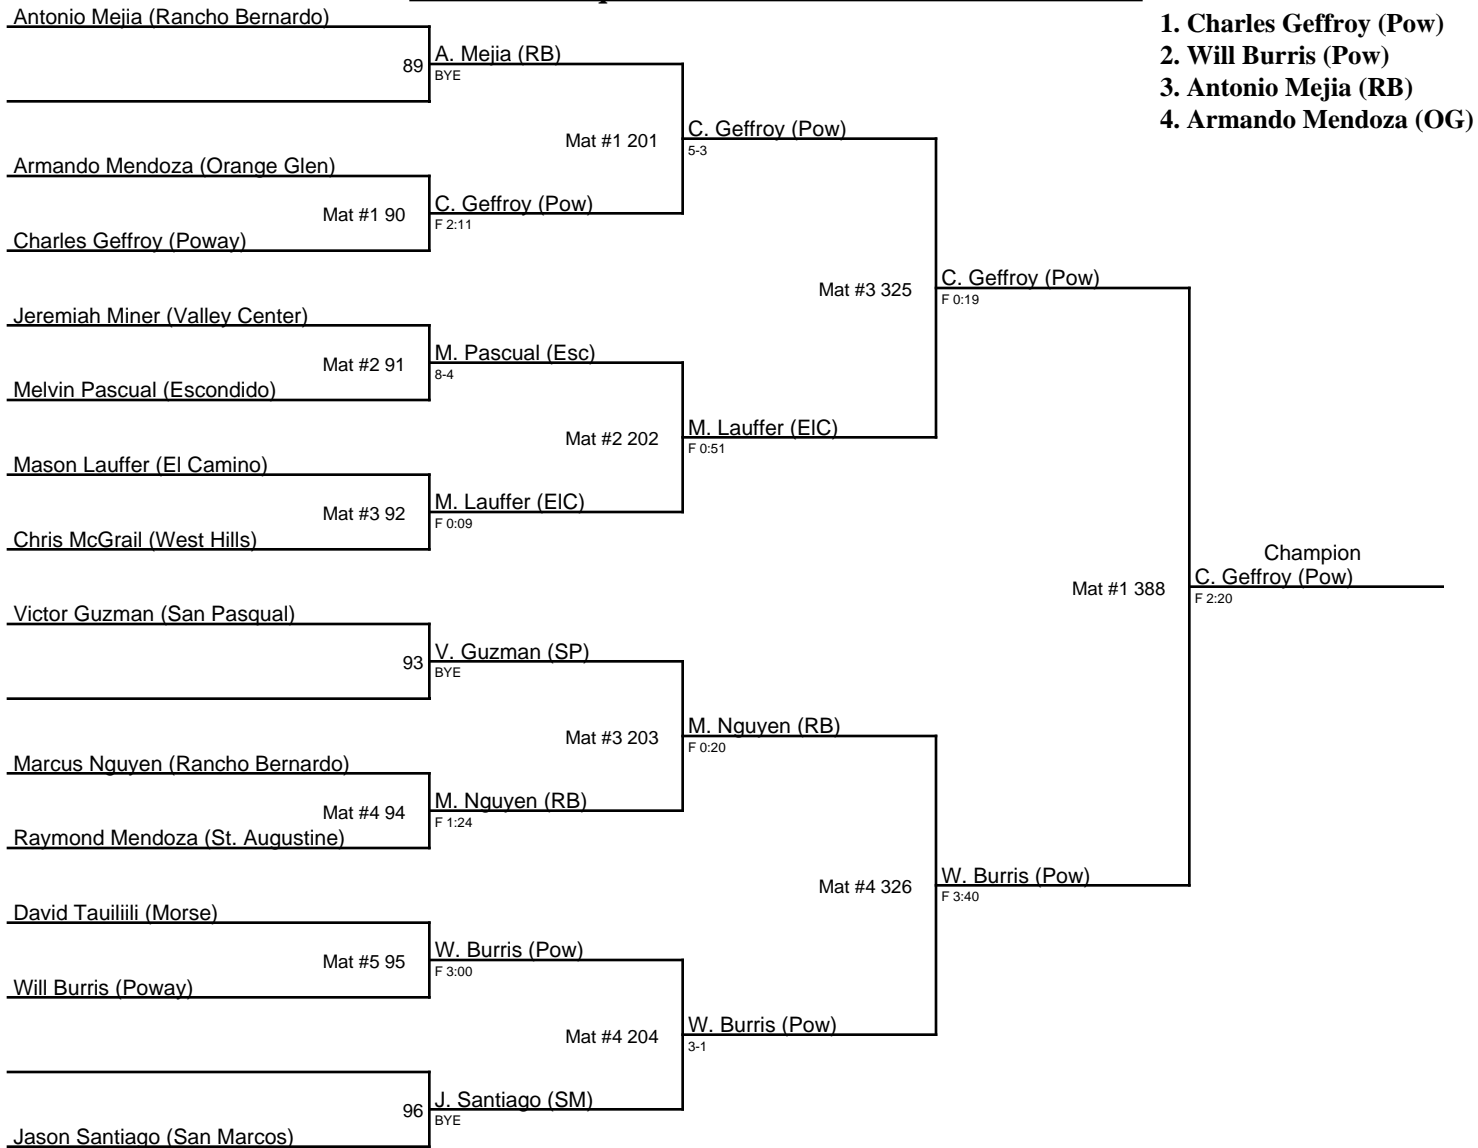 Antonio Mejia (Rancho Bernardo)
89
A. Mejia (RB)
BYE
Mat #1 201
C. Geffroy (Pow)
5-3
Armando Mendoza (Orange Glen)
Mat #1 90
C. Geffroy (Pow)
F 2:11
Charles Geffroy (Poway)
Mat #3 325
C. Geffroy (Pow)
F 0:19
Jeremiah Miner (Valley Center)
Mat #2 91
M. Pascual (Esc)
8-4
Melvin Pascual (Escondido)
Mat #2 202
M. Lauffer (ElC)
F 0:51
Mason Lauffer (El Camino)
Mat #3 92
M. Lauffer (ElC)
F 0:09
Chris McGrail (West Hills)
Mat #1 388
Champion
C. Geffroy (Pow)
F 2:20
Victor Guzman (San Pasqual)
93
V. Guzman (SP)
BYE
Mat #3 203
M. Nguyen (RB)
F 0:20
Marcus Nguyen (Rancho Bernardo)
Mat #4 94
M. Nguyen (RB)
F 1:24
Raymond Mendoza (St. Augustine)
Mat #4 326
W. Burris (Pow)
F 3:40
David Tauiliili (Morse)
Mat #5 95
W. Burris (Pow)
F 3:00
Will Burris (Poway)
Mat #4 204
W. Burris (Pow)
3-1
96
J. Santiago (SM)
BYE
Jason Santiago (San Marcos)
1. Charles Geffroy (Pow)
2. Will Burris (Pow)
3. Antonio Mejia (RB)
4. Armando Mendoza (OG)